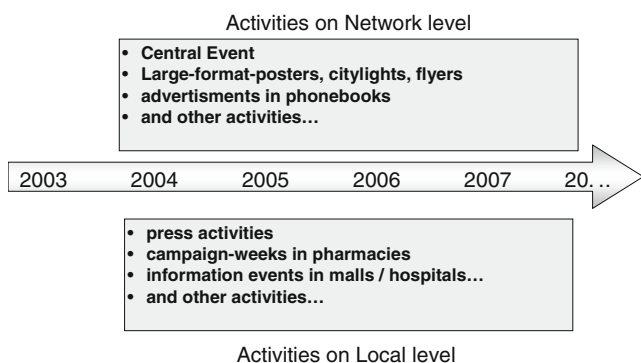 Activities on Network level
• Central Event
• Large-format-posters, citylights, flyers
• advertisments in phonebooks
• and other activities…
2003 2004 2005 2006 2007 20…
• press activities
• campaign-weeks in pharmacies
• information events in malls / hospitals…
• and other activities…
Activities on Local level